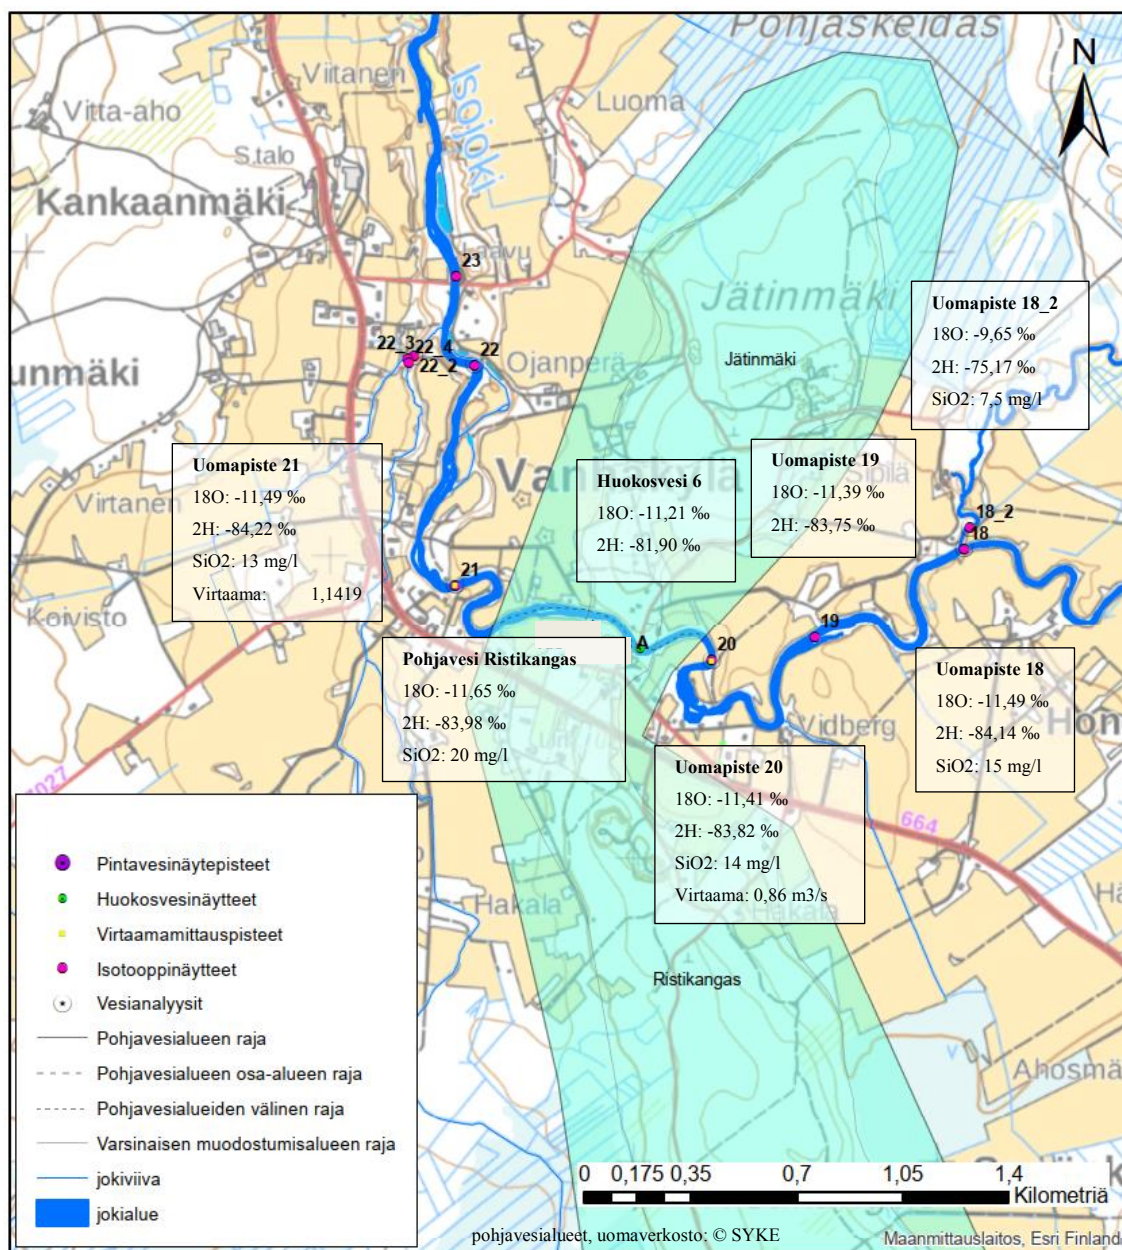 Pohjaskeidas
N
Viitanen
Isojoki
Vitta-aho
Luoma
S.talo
Kankaanmäki
23
Laavu
Jätinmäki
Uomapiste 18_2
18O: -9,65 ‰
2H: -75,17 ‰
SiO2: 7,5 mg/l
22_3
22_4
22
22_2
Ojanperä
Jätinmäki
unmäki
Uomapiste 21
18O: -11,49 ‰
2H: -84,22 ‰
SiO2: 13 mg/l
Virtaama: 1,1419
Huokosvesi 6
18O: -11,21 ‰
2H: -81,90 ‰
Uomapiste 19
18O: -11,39 ‰
2H: -83,75 ‰
Virtanen
18_2
18
21
Koivisto
19
A
20
Pohjavesi Ristikangas
18O: -11,65 ‰
2H: -83,98 ‰
SiO2: 20 mg/l
Uomapiste 18
18O: -11,49 ‰
2H: -84,14 ‰
SiO2: 15 mg/l
Vidberg
Hon
Uomapiste 20
18O: -11,41 ‰
2H: -83,82 ‰
SiO2: 14 mg/l
Virtaama: 0,86 m3/s
664
Hakala
Hakala
Ristikangas
Ahosmä
Pintavesinäytepisteet
Huokosvesinäytteet
Virtaamamittauspisteet
Isotooppinäytteet
Vesianalyysit
Pohjavesialueen raja
Pohjavesialueen osa-alueen raja
Pohjavesialueiden välinen raja
Varsinaisen muodostumisalueen raja
jokiviiva
jokialue
0 0,175 0,35 0,7 1,05 1,4
Kilometriä
pohjavesialueet, uomaverkosto: © SYKE
Maanmittauslaitos, Esri Finland